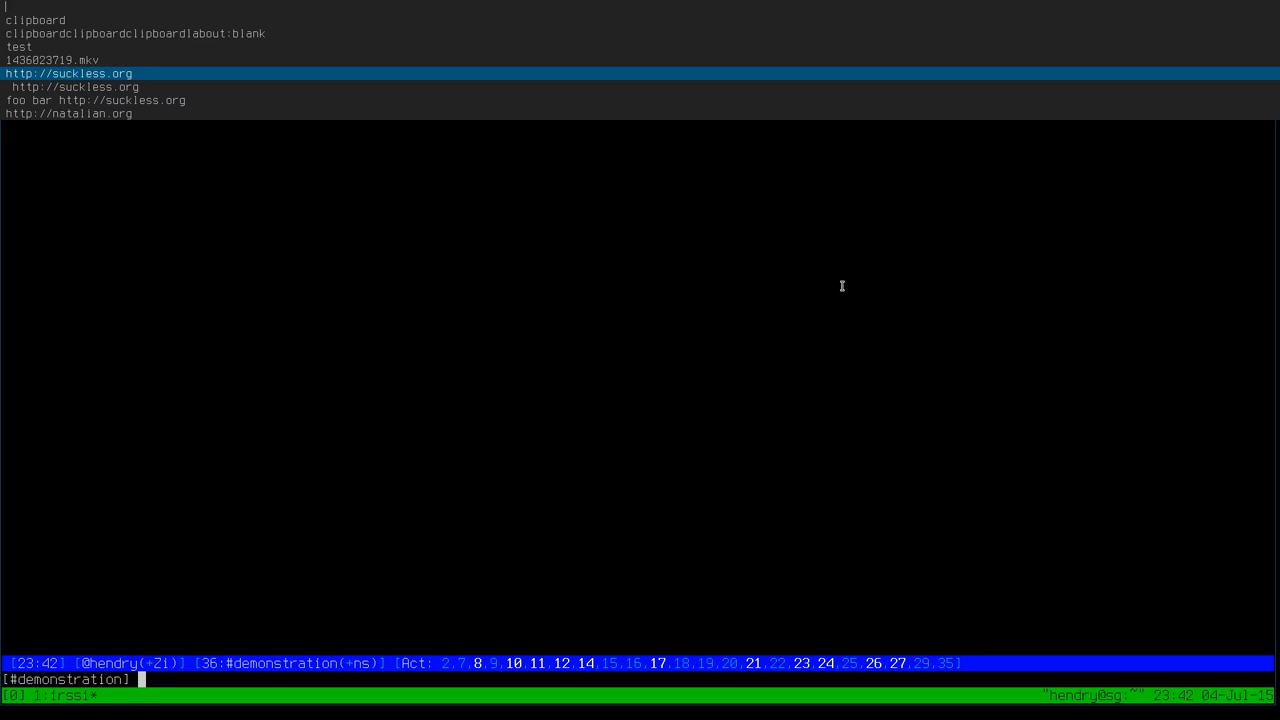 clipboard
clipboardclipboardclipboardlabout:blank
test
1436023719.mkv
http://suckless.org
http://suckless.org
foo bar http://suckless.org
http://natalian.org
[23:42] [@hendry(+Zi)] [36:#demonstration(+ns)] [Act: 2,7,8,9,10,11,12,14,15,16,17,18,19,20,21,22,23,24,25,26,27,29,35]
[#demonstration]
[0] 1:irssi* "hendry@sg:~" 23:42 04-Jul-15